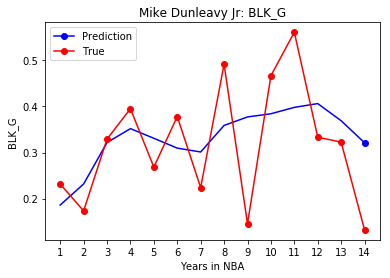 Mike Dunleavy Jr: BLK_G
Prediction
True
BLK_G
0.5
0.4
0.3
0.2
1 2 3 4 5 6 7 8 9 10 11 12 13 14
Years in NBA